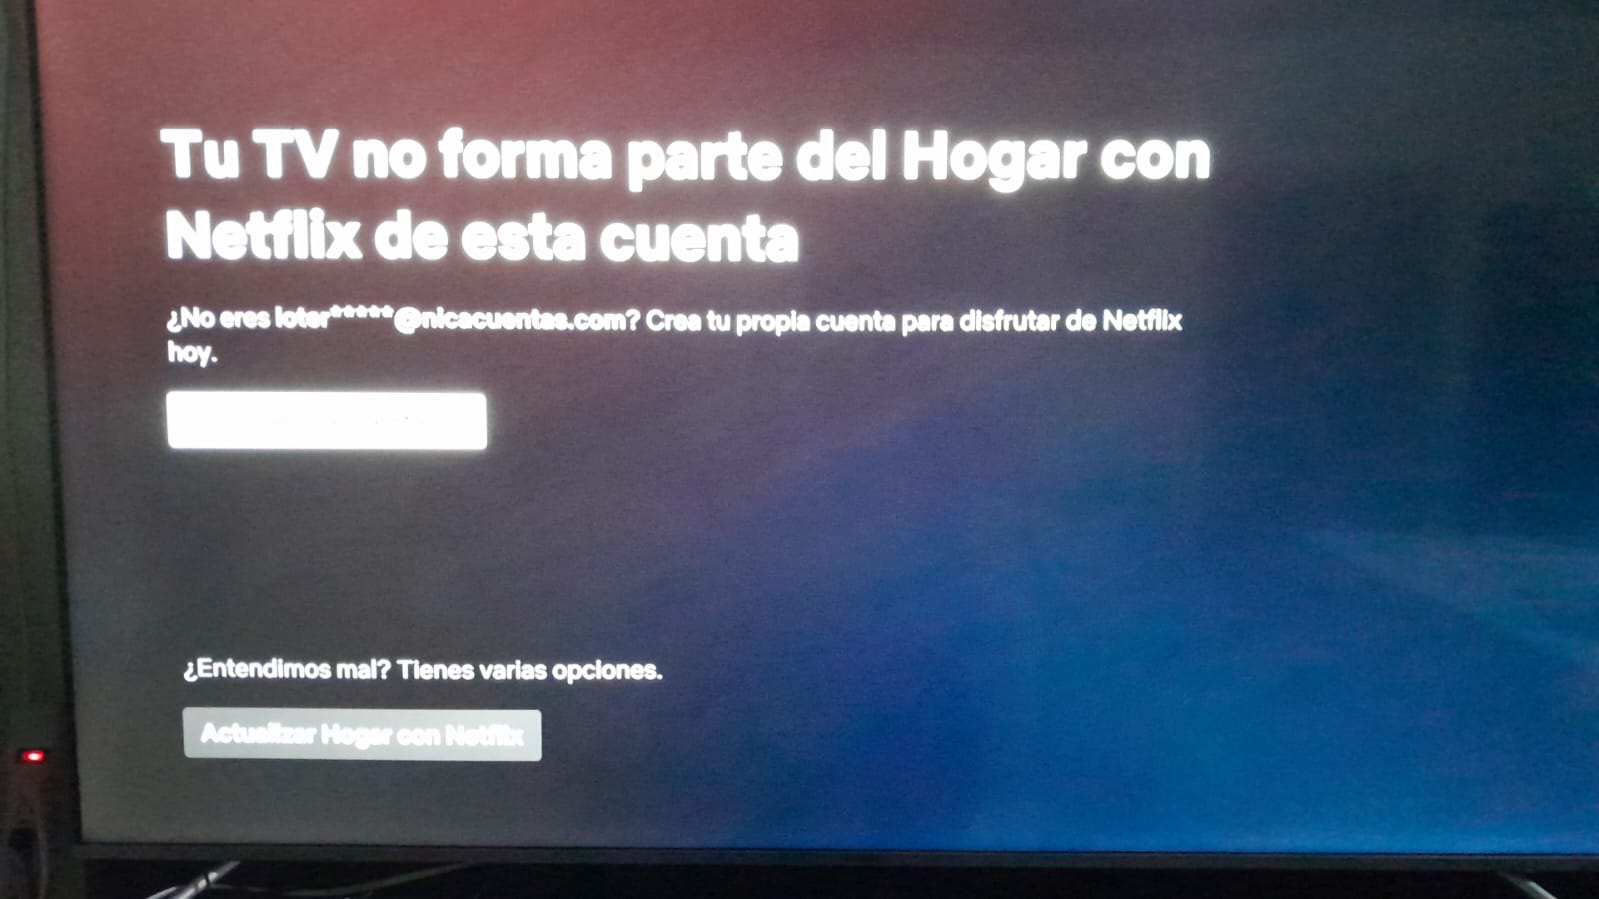 Tu TV no forma parte del Hogar con
Netflix de esta cuenta
¿No eres loter*****@nicacuentas.com? Crea tu propia cuenta para disfrutar de Netflix
hoy.
¿Entendimos mal? Tienes varias opciones.
Actualizar Hogar con Netflix